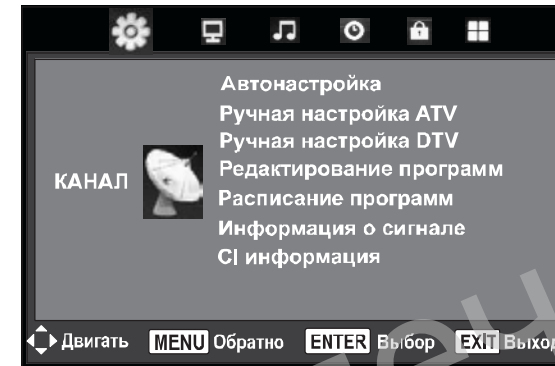 Автонастройка
Ручная настройка ATV
Ручная настройка DTV
Редактирование программ
КАНАЛ
Расписание программ
Информация о сигнале
CI информация
Двигать MENU Обратно ENTER Выбор EXIT Выход